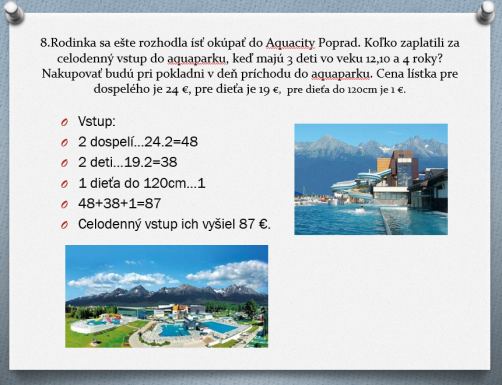 8.Rodinka sa ešte rozhodla ísť okúpať do Aquacity Poprad. Koľko zaplatili za
celodenný vstup do aquaparku, keď majú 3 deti vo veku 12,10 a 4 roky?
Nakupovať budú pri pokladni v deň príchodu do aquaparku. Cena lístka pre
dospelého je 24 €, pre dieťa je 19 €, pre dieťa do 120cm je 1 €.
Vstup:
2 dospelí...24.2=48
2 deti...19.2=38
1 dieťa do 120cm...1
48+38+1=87
Celodenný vstup ich vyšiel 87 €.